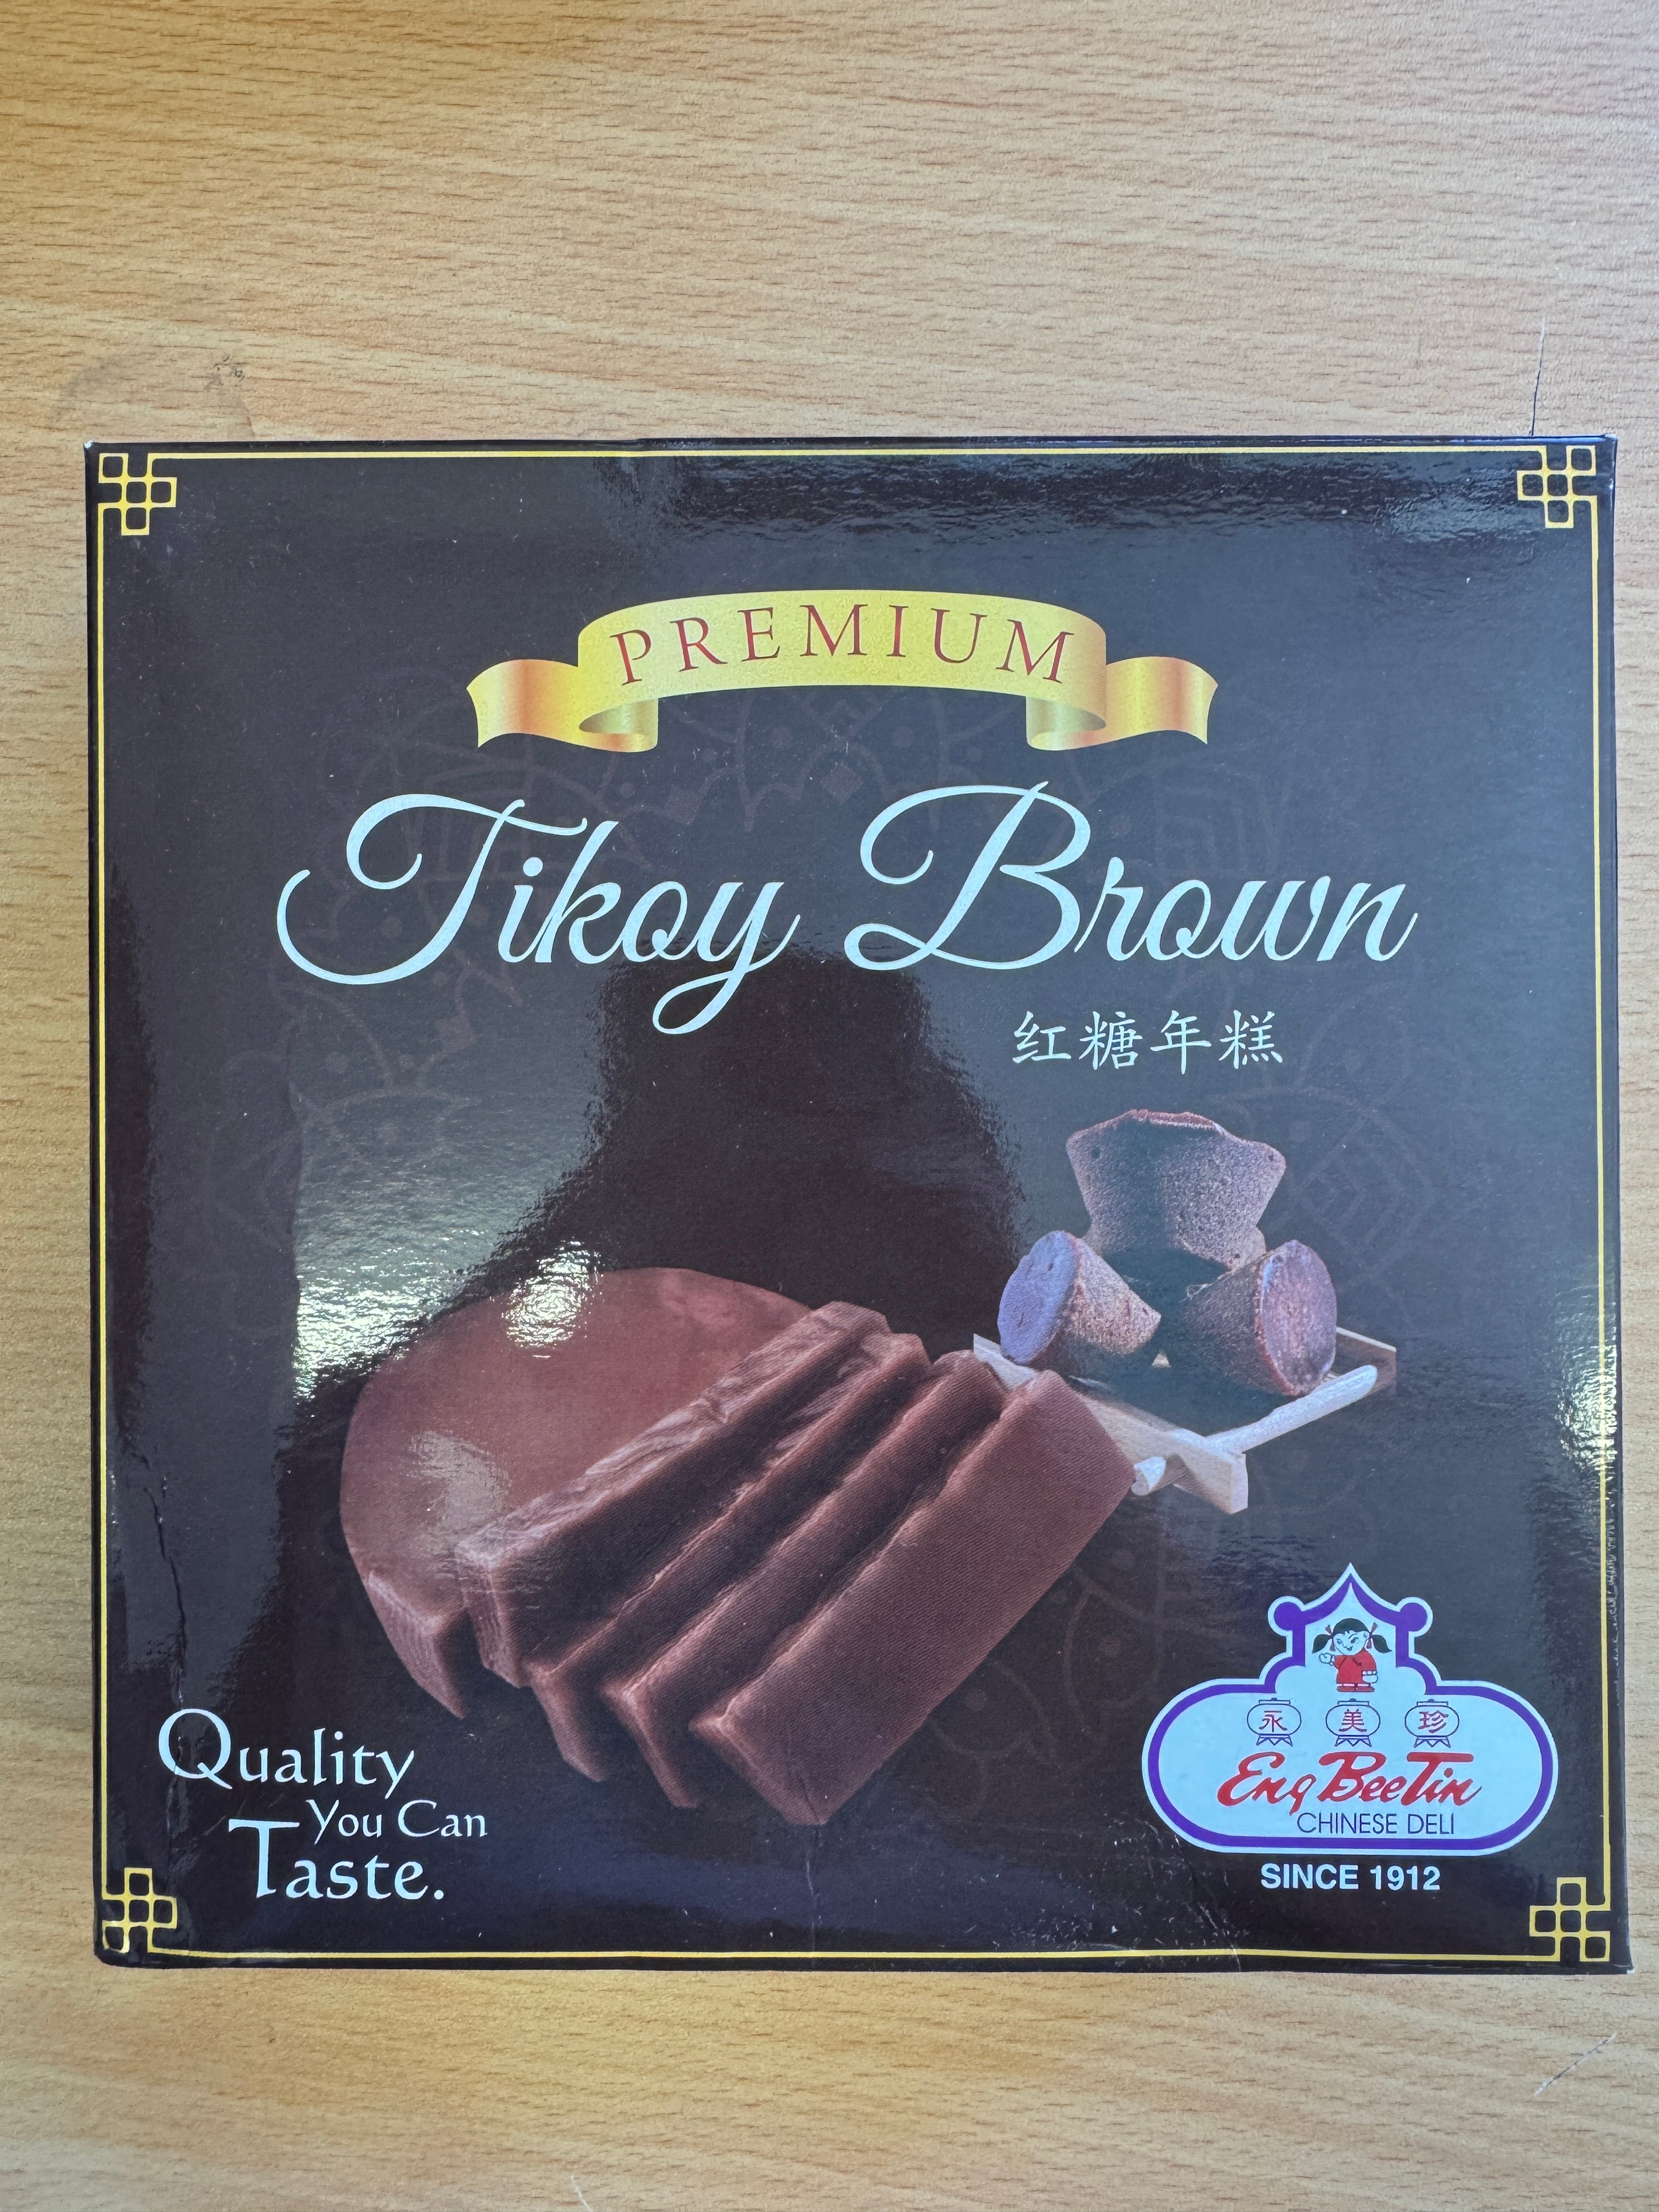 PREMIUM
Tikoy Brown
红糖年糕
Quality
You Can
Taste.
永美珍
Eng Bee Tin
CHINESE DELI
SINCE 1912